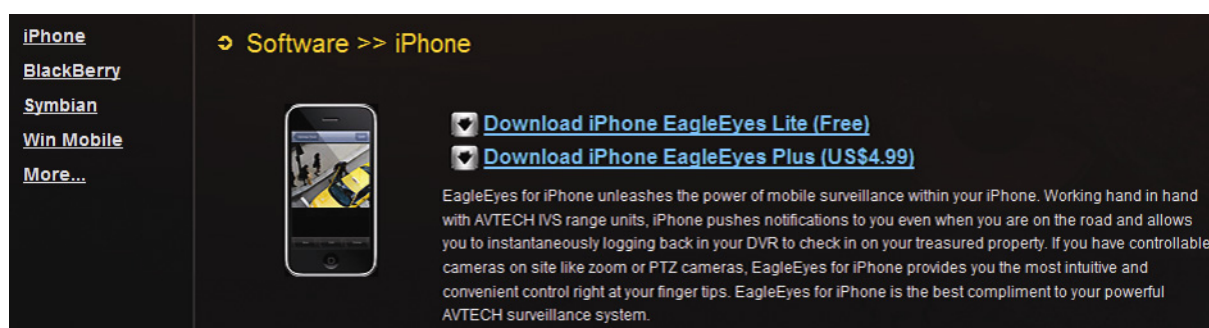 iPhone
BlackBerry
Symbian
Win Mobile
More...
Software >> iPhone
Download iPhone EagleEyes Lite (Free)
Download iPhone EagleEyes Plus (US$4.99)
EagleEyes for iPhone unleashes the power of mobile surveillance within your iPhone. Working hand in hand
with AVTECH IVS range units, iPhone pushes notifications to you even when you are on the road and allows
you to instantaneously logging back in your DVR to check in on your treasured property. If you have controllable
cameras on site like zoom or PTZ cameras, EagleEyes for iPhone provides you the most intuitive and
convenient control right at your finger tips. EagleEyes for iPhone is the best compliment to your powerful
AVTECH surveillance system.